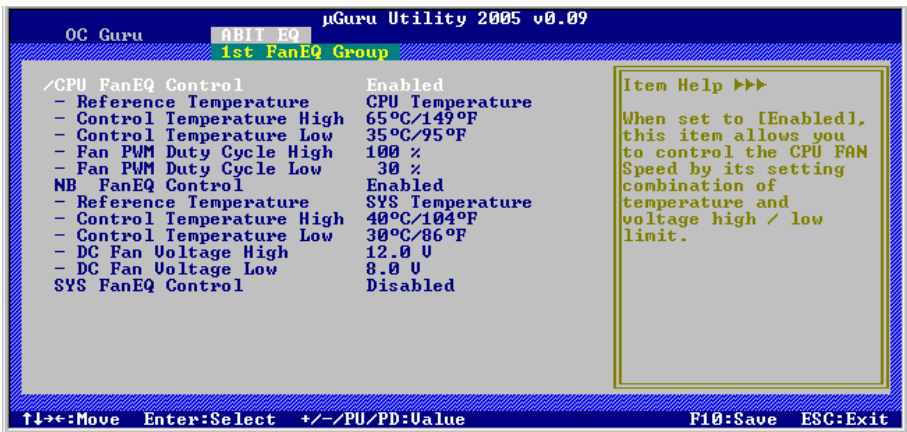 µGuru Utility 2005 v0.09
OC Guru ABIT EQ
1st FanEQ Group
/CPU FanEQ Control Enabled
- Reference Temperature CPU Temperature
- Control Temperature High 65ºC/149ºF
- Control Temperature Low 35ºC/95ºF
- Fan PWM Duty Cycle High 100 %
- Fan PWM Duty Cycle Low 30 %
NB FanEQ Control Enabled
- Reference Temperature SYS Temperature
- Control Temperature High 40ºC/104ºF
- Control Temperature Low 30ºC/86ºF
- DC Fan Voltage High 12.0 V
- DC Fan Voltage Low 8.0 V
SYS FanEQ Control Disabled
Item Help ►►►
When set to [Enabled],
this item allows you
to control the CPU FAN
Speed by its setting
combination of
temperature and
voltage high / low
limit.
↑↓→←:Move Enter:Select +/-/PU/PD:Value F10:Save ESC:Exit